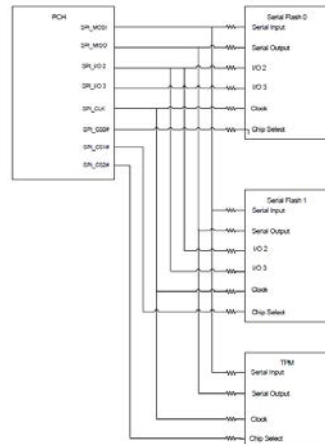 PCH
SPI_MOSI
SPI_MISO
SPI_I/O 2
SPI_I/O 3
SPI_CLK
SPI_CS0#
SPI_CS1#
SPI_CS2#
Serial Flash 0
Serial Input
Serial Output
I/O 2
I/O 3
Clock
Chip Select
Serial Flash 1
Serial Input
Serial Output
I/O 2
I/O 3
Clock
Chip Select
TPM
Serial Input
Serial Output
Clock
Chip Select